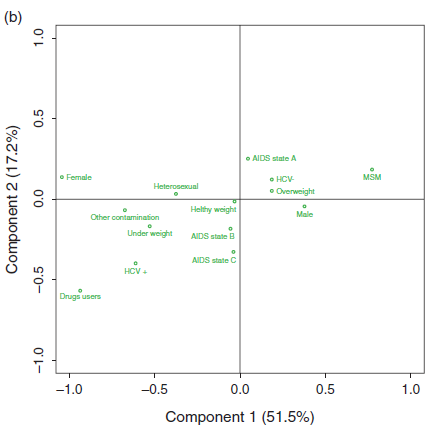 (b)
Component 2 (17.2%)
1.0
0.5
0.0
−0.5
−1.0
AIDS state A
MSM
Female
HCV-
Heterosexual
Overweight
Helthy weight
Male
Other contamination
Under weight
AIDS state B
AIDS state C
HCV +
Drugs users
−1.0 −0.5 0.0 0.5 1.0
Component 1 (51.5%)